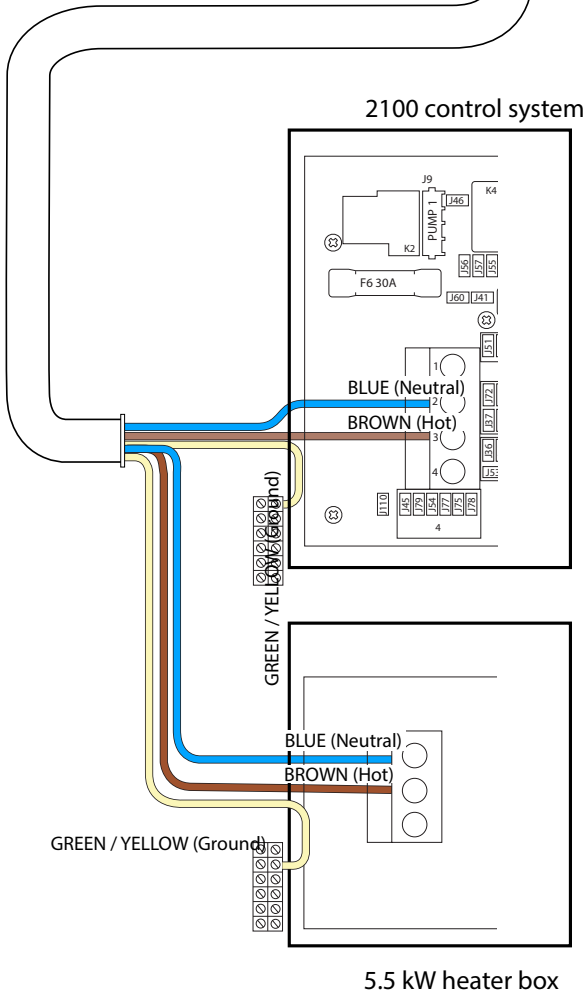 2100 control system
J9
K4
J46
PUMP 1
K2
J56
J57
J55
F6 30A
J60
J41
J51
1
BLUE (Neutral)
2
J72
BROWN (Hot)
J37
3
J36
4
J53
J110
J45
J79
J54
J77
J75
J78
4
GREEN / YELLOW (Ground)
BLUE (Neutral)
BROWN (Hot)
GREEN / YELLOW (Ground)
5.5 kW heater box